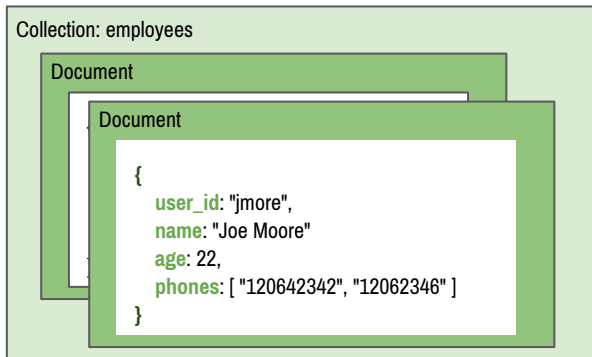 Collection: employees
Document
Document
{
user_id: "jmore",
name: "Joe Moore"
age: 22,
phones: [ "120642342", "12062346" ]
}